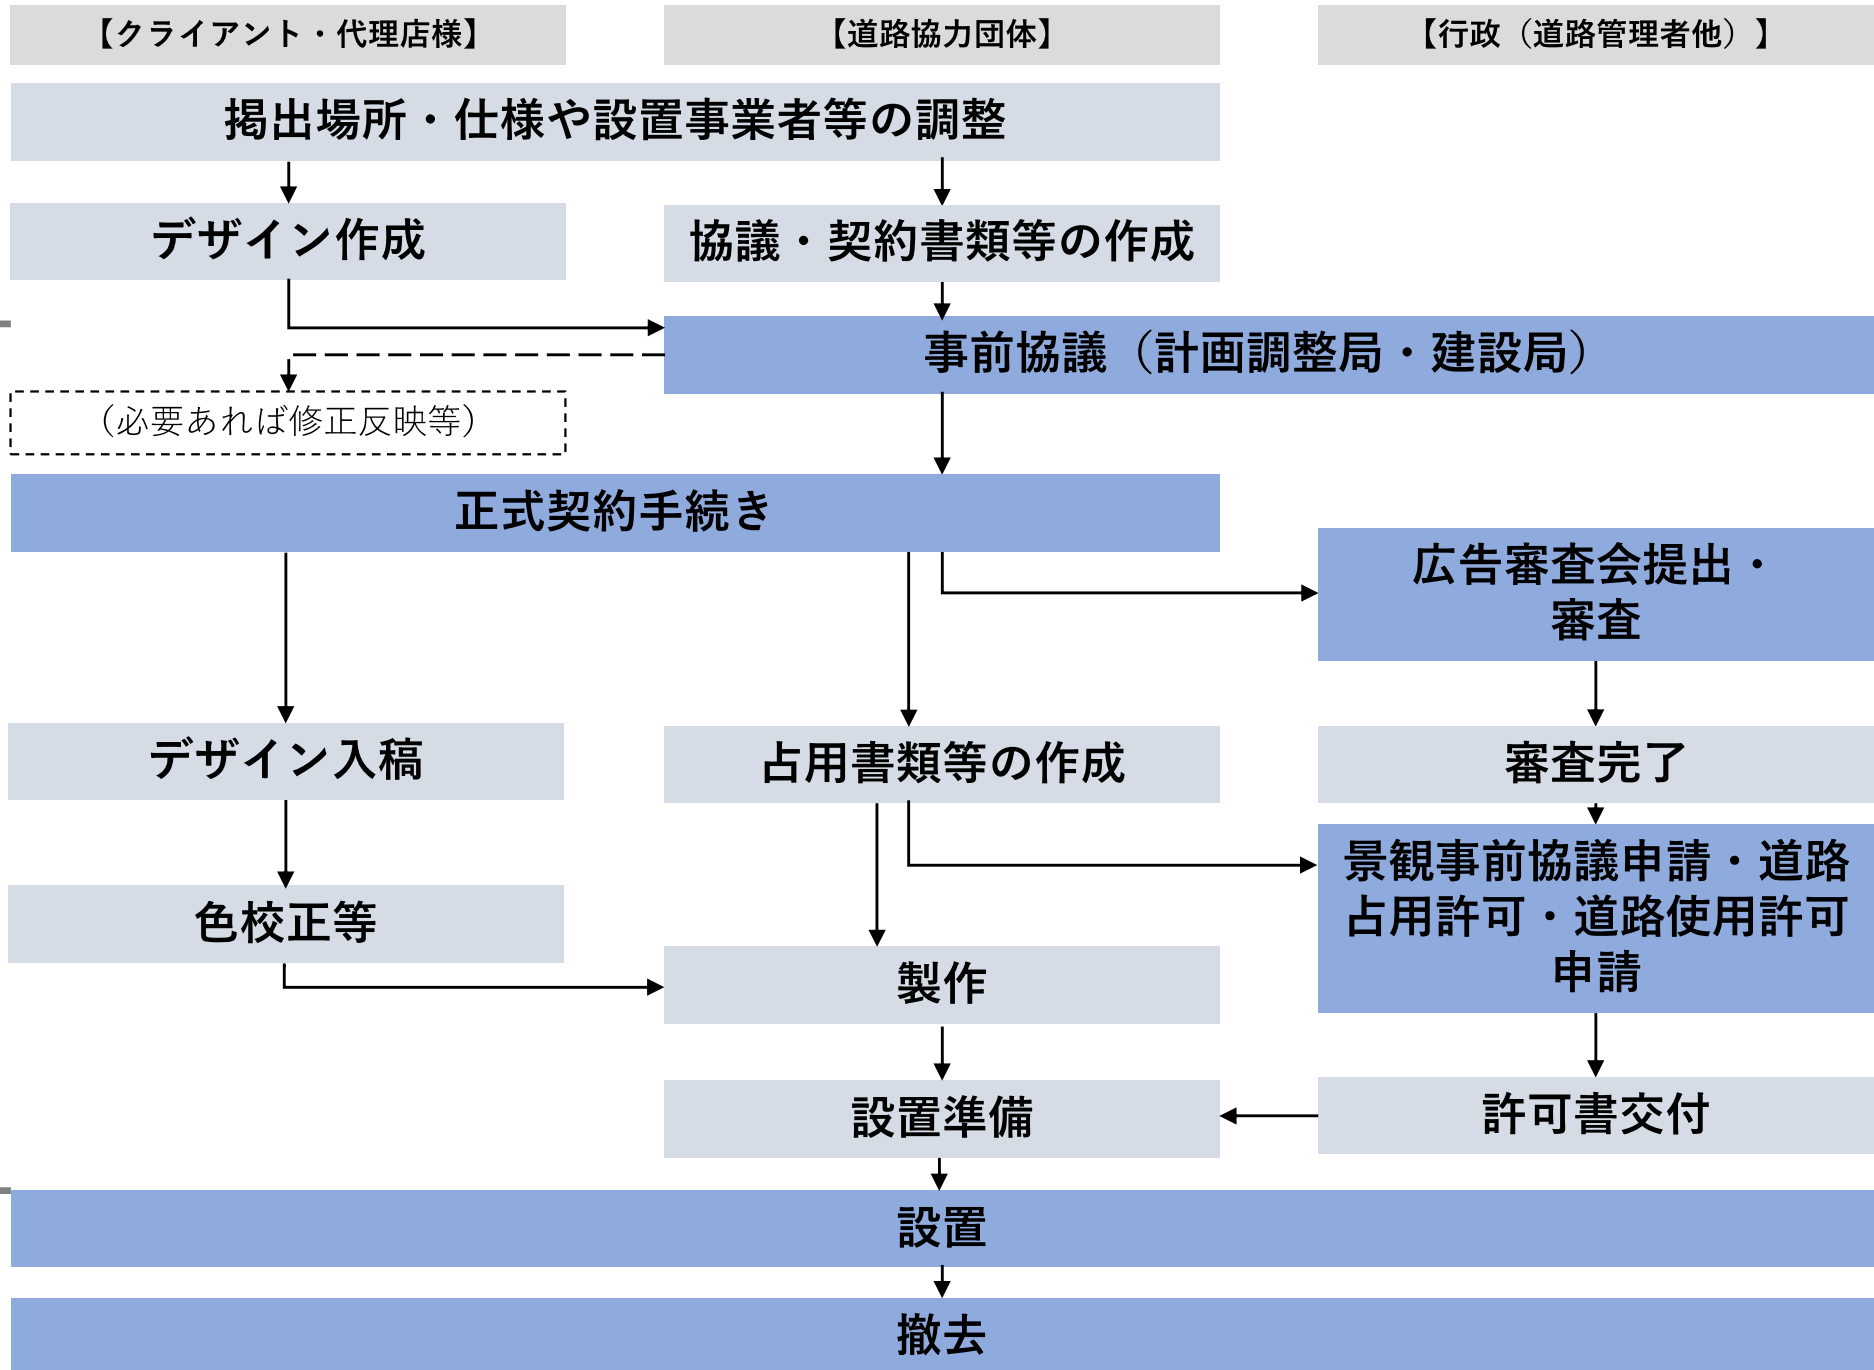 【クライアント・代理店様】
【道路協力団体】
【行政（道路管理者他）】
掲出場所・仕様や設置事業者等の調整
デザイン作成
協議・契約書類等の作成
事前協議（計画調整局・建設局）
（必要あれば修正反映等）
正式契約手続き
広告審査会提出・
審査
デザイン入稿
占用書類等の作成
審査完了
景観事前協議申請・道路
占用許可・道路使用許可
申請
色校正等
製作
設置準備
許可書交付
設置
撤去